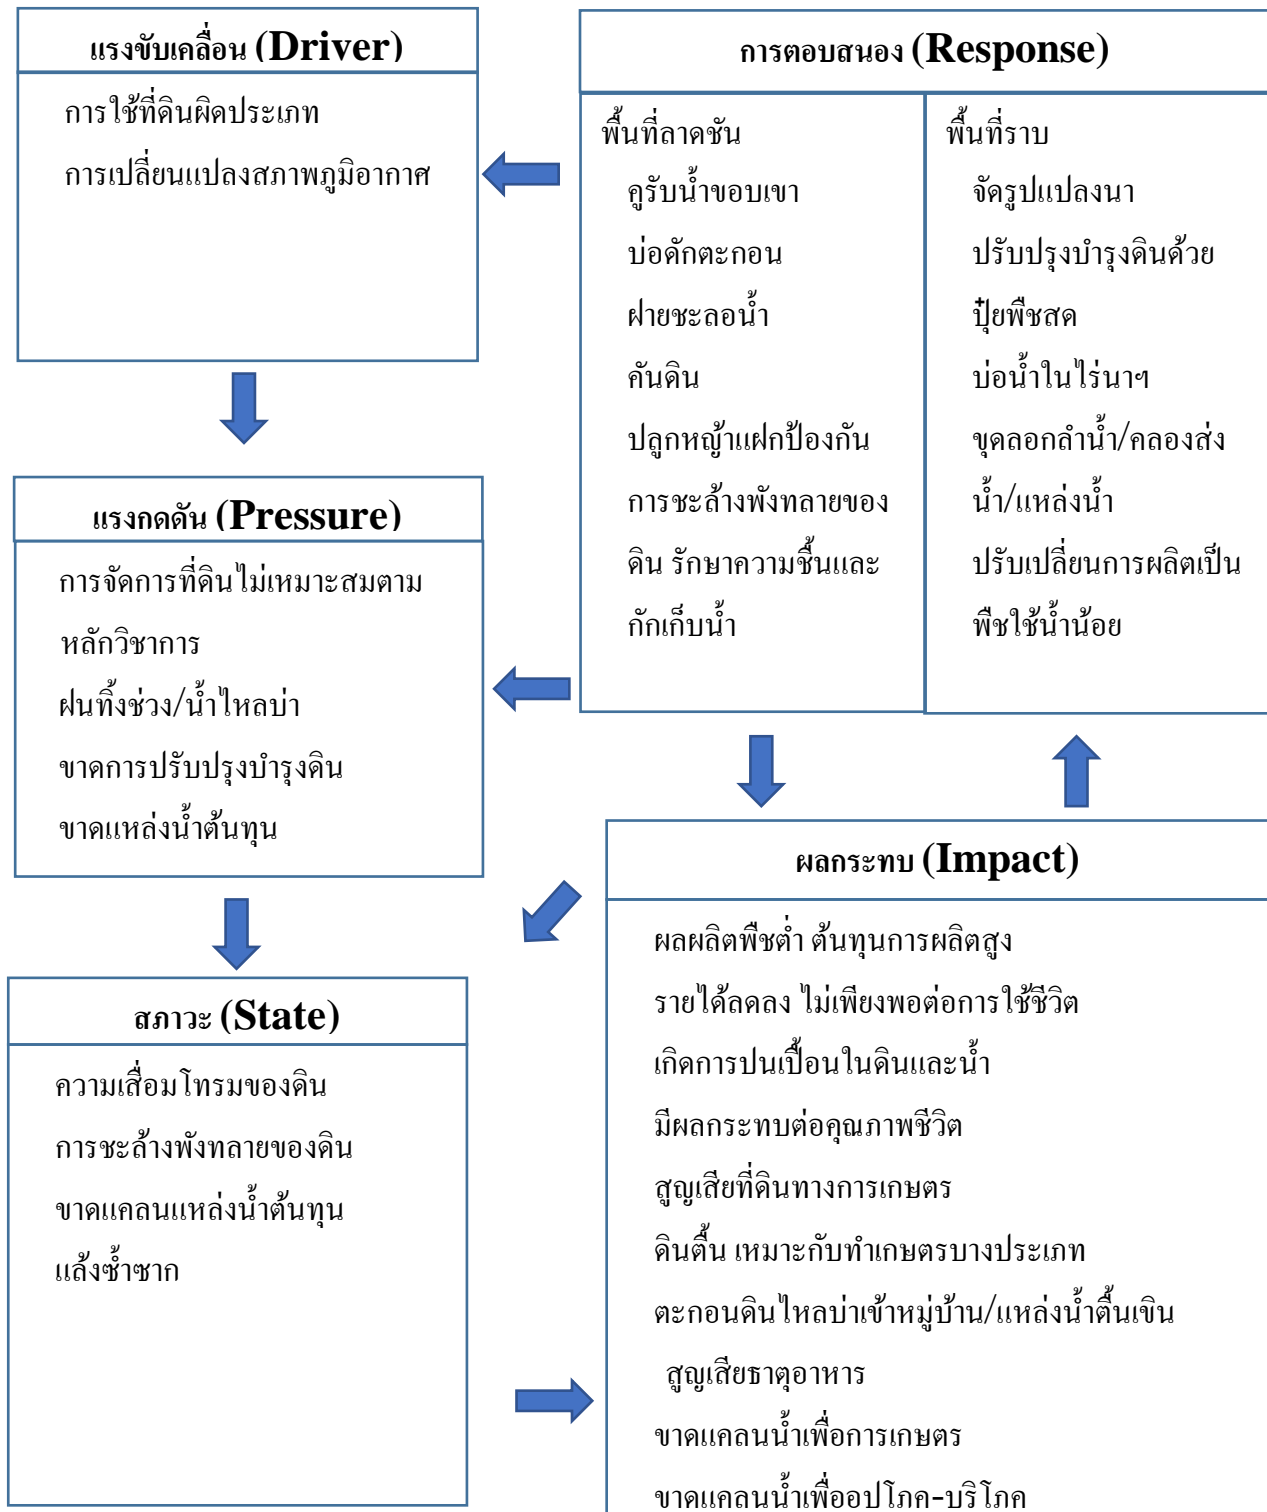 แรงขับเคลื่อน (Driver)
การใช้ที่ดินผิดประเภท
การเปลี่ยนแปลงสภาพภูมิอากาศ
แรงกดดัน (Pressure)
การจัดการที่ดินไม่เหมาะสมตาม
หลักวิชาการ
ฝนทิ้งช่วง/น้ำไหลบ่า
ขาดการปรับปรุงบำรุงดิน
ขาดแหล่งน้ำต้นทุน
สภาวะ (State)
ความเสื่อมโทรมของดิน
การชะล้างพังทลายของดิน
ขาดแคลนแหล่งน้ำต้นทุน
แล้งซ้ำซาก
การตอบสนอง (Response)
พื้นที่ลาดชัน
คูรับน้ำขอบเขา
บ่อดักตะกอน
ฝายชะลอน้ำ
คันดิน
ปลูกหญ้าแฝกป้องกัน
การชะล้างพังทลายของ
ดิน รักษาความชื้นและ
กักเก็บน้ำ
พื้นที่ราบ
จัดรูปแปลงนา
ปรับปรุงบำรุงดินด้วย
ปุ๋ยพืชสด
บ่อน้ำในไร่นาฯ
ขุดลอกลำน้ำ/คลองส่ง
น้ำ/แหล่งน้ำ
ปรับเปลี่ยนการผลิตเป็น
พืชใช้น้ำน้อย
ผลกระทบ (Impact)
ผลผลิตพืชต่ำ ต้นทุนการผลิตสูง
รายได้ลดลง ไม่เพียงพอต่อการใช้ชีวิต
เกิดการปนเปื้อนในดินและน้ำ
มีผลกระทบต่อคุณภาพชีวิต
สูญเสียที่ดินทางการเกษตร
ดินตื้น เหมาะกับทำเกษตรบางประเภท
ตะกอนดินไหลบ่าเข้าหมู่บ้าน/แหล่งน้ำตื้นเขิน
สูญเสียธาตุอาหาร
ขาดแคลนน้ำเพื่อการเกษตร
ขาดแคลนน้ำเพื่ออุปโภค-บริโภค